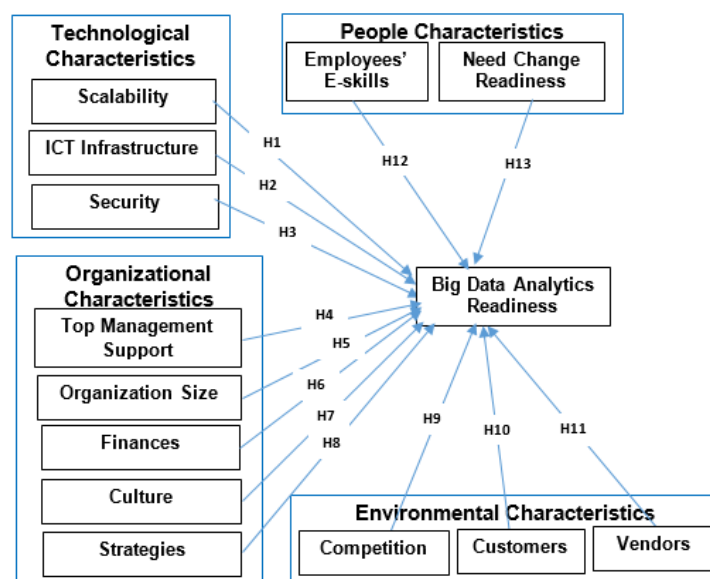 Technological
Characteristics
Scalability
ICT Infrastructure
Security
People Characteristics
Employees'
E-skills
Need Change
Readiness
H1
H2
H3
H12
H13
Big Data Analytics
Readiness
Organizational
Characteristics
Top Management
Support
Organization Size
Finances
Culture
Strategies
H4
H5
H6
H7
H8
H9
H10
H11
Environmental Characteristics
Competition
Customers
Vendors